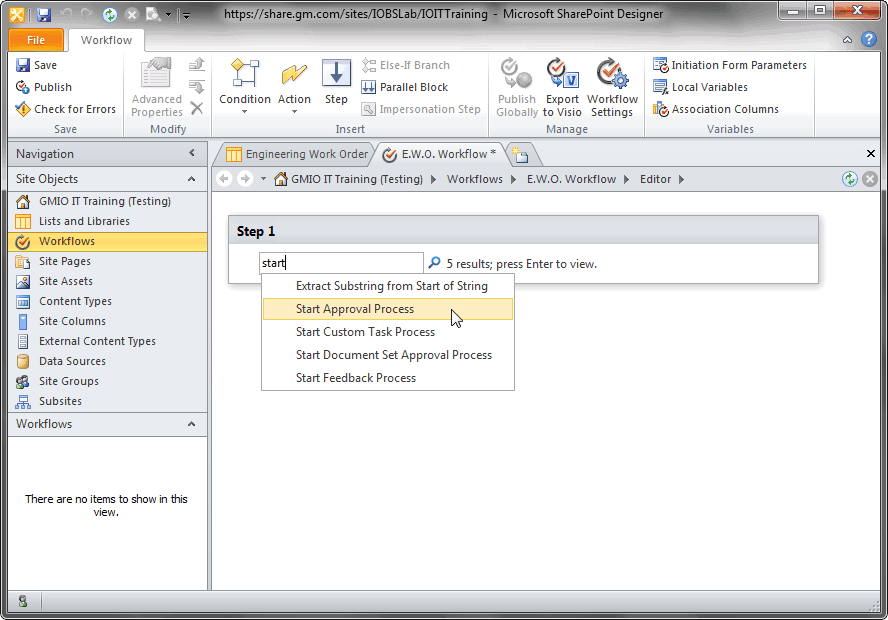 https://share.gm.com/sites/IOBSLab/IOITTraining - Microsoft SharePoint Designer
File
Workflow
Save
Publish
Check for Errors
Save
Advanced Properties
Modify
Condition
Action
Step
Else-If Branch
Parallel Block
Impersonation Step
Insert
Publish Globally
Export to Visio
Workflow Settings
Manage
Initiation Form Parameters
Local Variables
Association Columns
Variables
Navigation
Site Objects
GMIO IT Training (Testing)
Lists and Libraries
Workflows
Site Pages
Site Assets
Content Types
Site Columns
External Content Types
Data Sources
Site Groups
Subsites
Workflows
There are no items to show in this
view.
Engineering Work Order
E.W.O. Workflow *
GMIO IT Training (Testing)
Workflows
E.W.O. Workflow
Editor
Step 1
start
5 results; press Enter to view.
Extract Substring from Start of String
Start Approval Process
Start Custom Task Process
Start Document Set Approval Process
Start Feedback Process